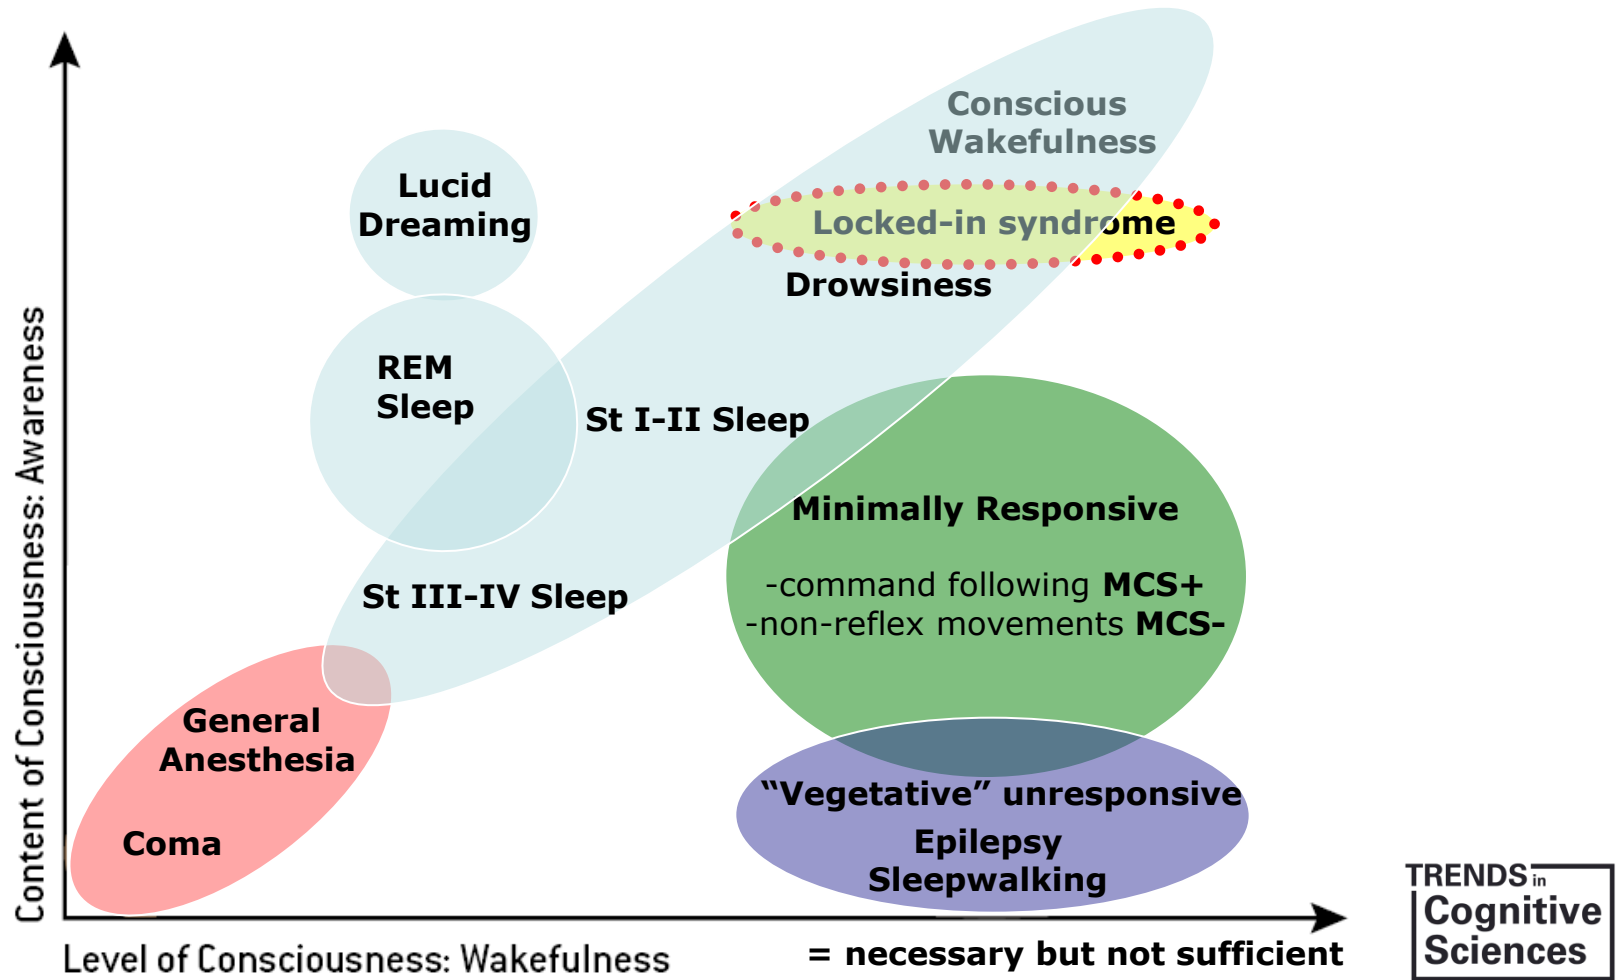 Content of Consciousness: Awareness
Conscious
Wakefulness
Lucid
Dreaming
Locked-in syndrome
Drowsiness
REM
Sleep
St I-II Sleep
Minimally Responsive
-command following MCS+
-non-reflex movements MCS-
St III-IV Sleep
General
Anesthesia
Coma
“Vegetative” unresponsive
Epilepsy
Sleepwalking
Level of Consciousness: Wakefulness
= necessary but not sufficient
TRENDS in
Cognitive
Sciences